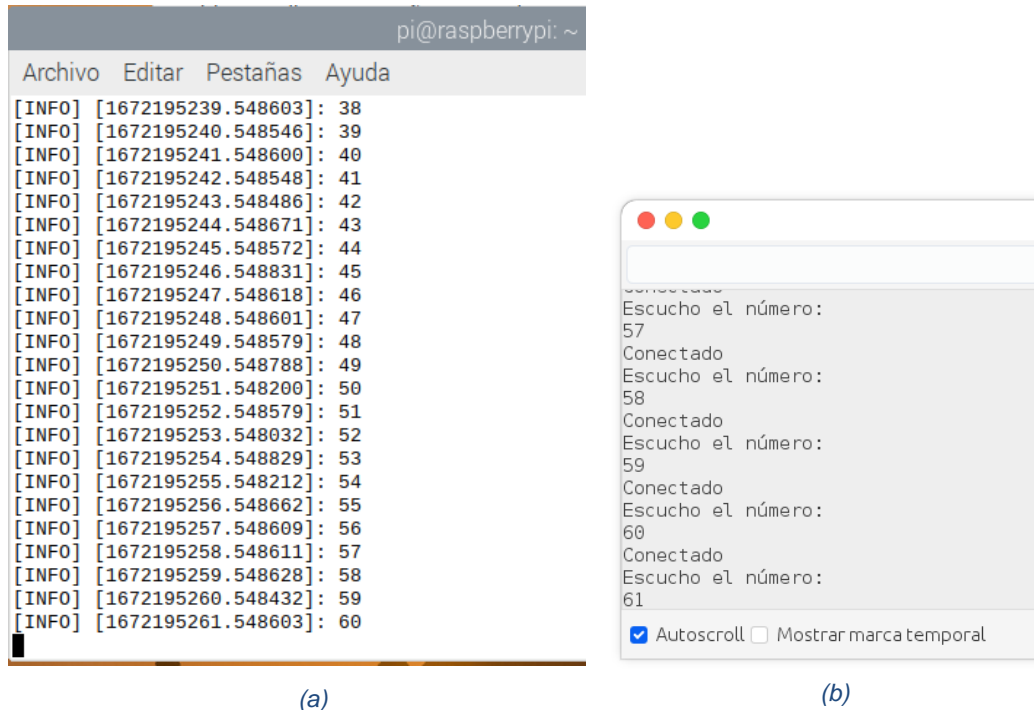 pi@raspberrypi: ~
Archivo Editar Pestañas Ayuda
[INFO] [1672195239.548603]: 38
[INFO] [1672195240.548546]: 39
[INFO] [1672195241.548600]: 40
[INFO] [1672195242.548548]: 41
[INFO] [1672195243.548486]: 42
[INFO] [1672195244.548671]: 43
[INFO] [1672195245.548572]: 44
[INFO] [1672195246.548831]: 45
[INFO] [1672195247.548618]: 46
[INFO] [1672195248.548601]: 47
[INFO] [1672195249.548579]: 48
[INFO] [1672195250.548788]: 49
[INFO] [1672195251.548200]: 50
[INFO] [1672195252.548579]: 51
[INFO] [1672195253.548032]: 52
[INFO] [1672195254.548829]: 53
[INFO] [1672195255.548212]: 54
[INFO] [1672195256.548662]: 55
[INFO] [1672195257.548609]: 56
[INFO] [1672195258.548611]: 57
[INFO] [1672195259.548628]: 58
[INFO] [1672195260.548432]: 59
[INFO] [1672195261.548603]: 60
(a)
Escucho el número:
57
Conectado
Escucho el número:
58
Conectado
Escucho el número:
59
Conectado
Escucho el número:
60
Conectado
Escucho el número:
61
Autoscroll Mostrar marca temporal
(b)